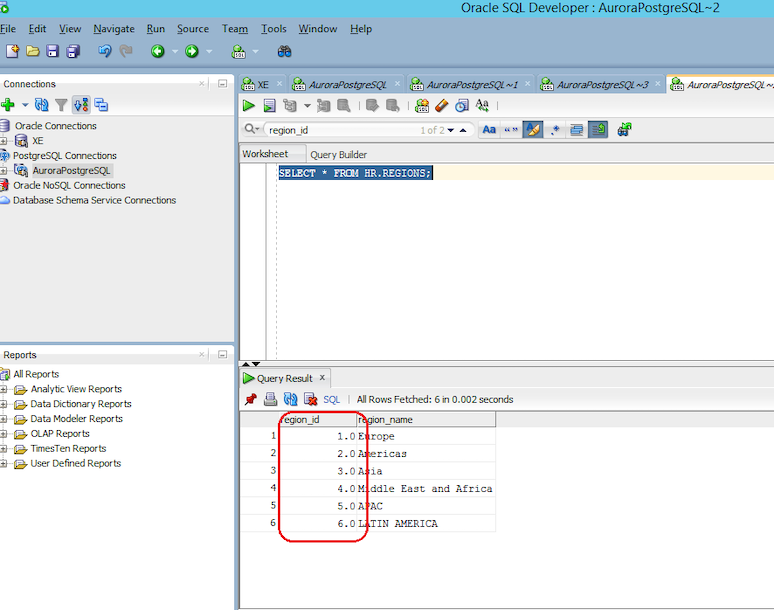 Oracle SQL Developer : AuroraPostgreSQL~2
File Edit View Navigate Run Source Team Tools Window Help
Connections
Oracle Connections
XE
PostgreSQL Connections
AuroraPostgreSQL
Oracle NoSQL Connections
Database Schema Service Connections
Reports
All Reports
Analytic View Reports
Data Dictionary Reports
Data Modeler Reports
OLAP Reports
TimesTen Reports
User Defined Reports
XE AuroraPostgreSQL AuroraPostgreSQL~1 AuroraPostgreSQL~3 AuroraPostgreSQL~
region_id 1 of 2 Aa “”  .*
Worksheet Query Builder
SELECT * FROM HR.REGIONS;
Query Result x
SQL | All Rows Fetched: 6 in 0.002 seconds
region_id region_name
1 1.0 Europe
2 2.0 Americas
3 3.0 Asia
4 4.0 Middle East and Africa
5 5.0 APAC
6 6.0 LATIN AMERICA